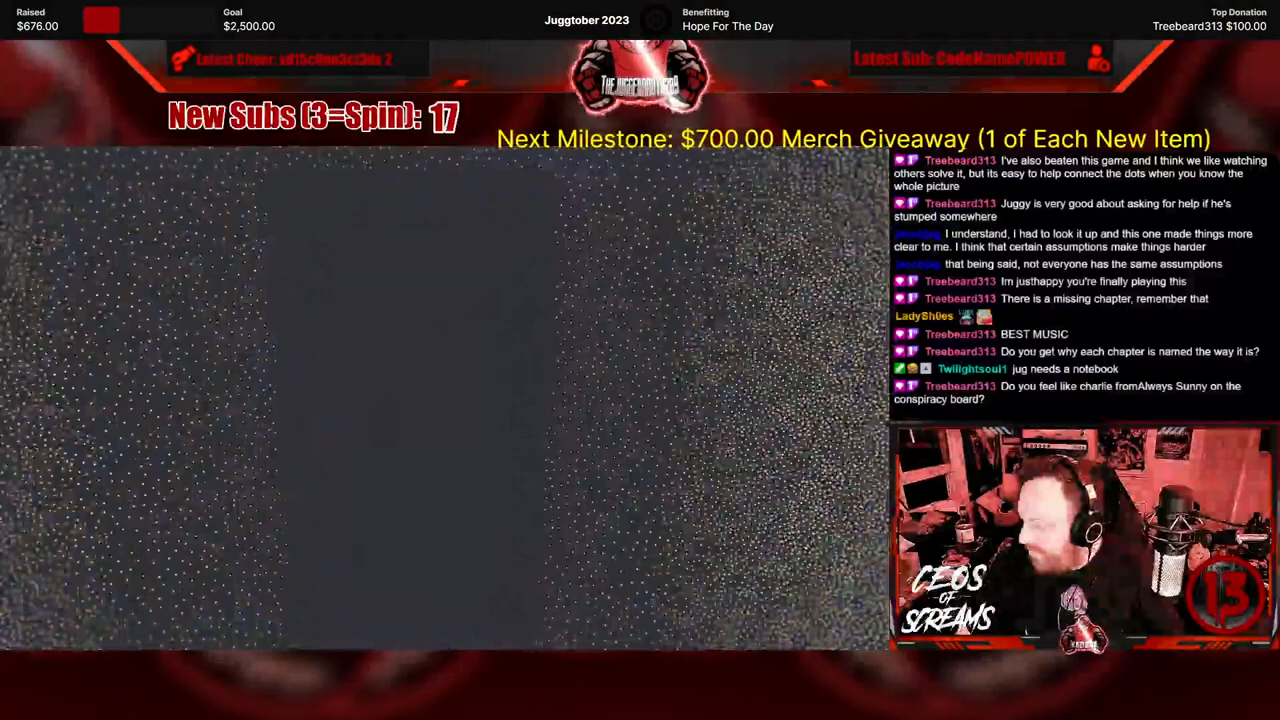 Raised
$676.00
Goal
$2,500.00
Juggtober 2023
Benefitting
Hope For The Day
Top Donation
Treebeard313 $100.00
Latest Cheer: xd15c0nn3ct3dx 2
TheJuggernaut1309
Latest Sub: CodeNamePOWER
New Subs (3=Spin): 17
Next Milestone: $700.00 Merch Giveaway (1 of Each New Item)
Treebeard313 I've also beaten this game and I think we like watching
others solve it, but its easy to help connect the dots when you know the
whole picture
Treebeard313 Juggy is very good about asking for help if he's
stumped somewhere
I understand, i had to look it up and this one made things more
clear to me. I think that certain assumptions make things harder
that being said, not everyone has the same assumptions
Treebeard313 Im justhappy you're finally playing this
Treebeard313 There is a missing chapter, remember that
LadySh0es
Treebeard313 BEST MUSIC
Treebeard313 Do you get why each chapter is named the way it is?
Twilightsoul1 jug needs a notebook
Treebeard313 Do you feel like charlie fromAlways Sunny on the
conspiracy board?
CEOS
OF
SCREAMS
13